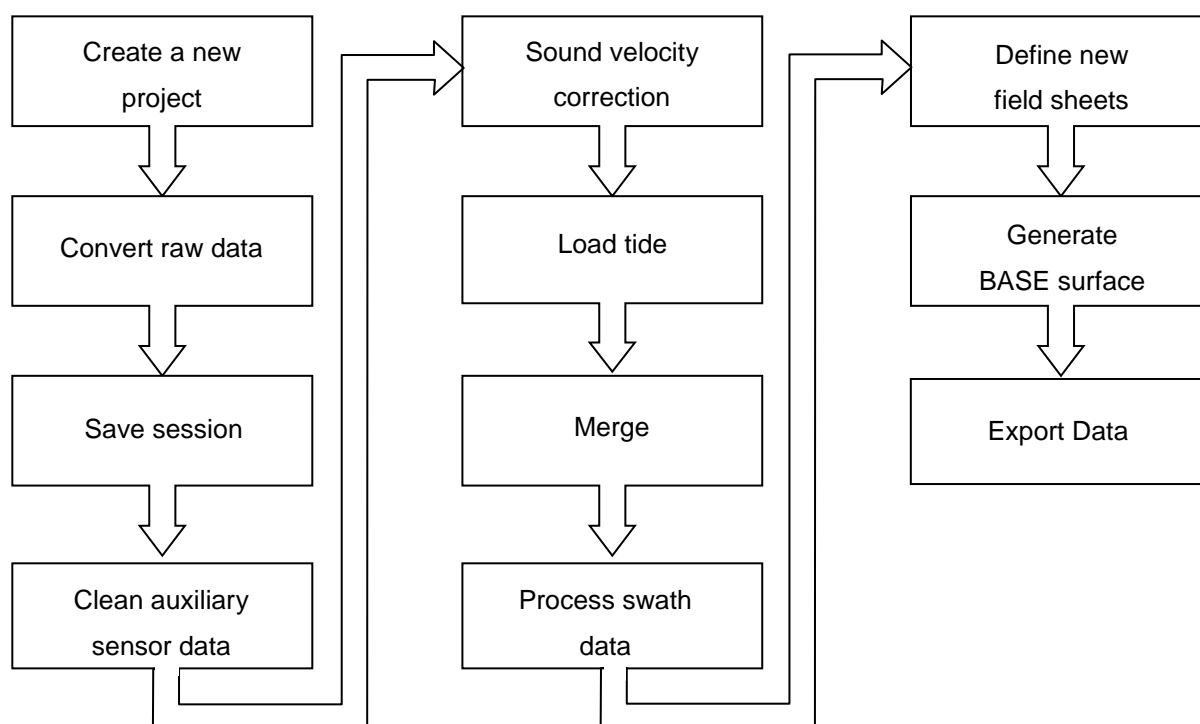 Create a new
project
Convert raw data
Save session
Clean auxiliary
sensor data
Sound velocity
correction
Load tide
Merge
Process swath
data
Define new
field sheets
Generate
BASE surface
Export Data